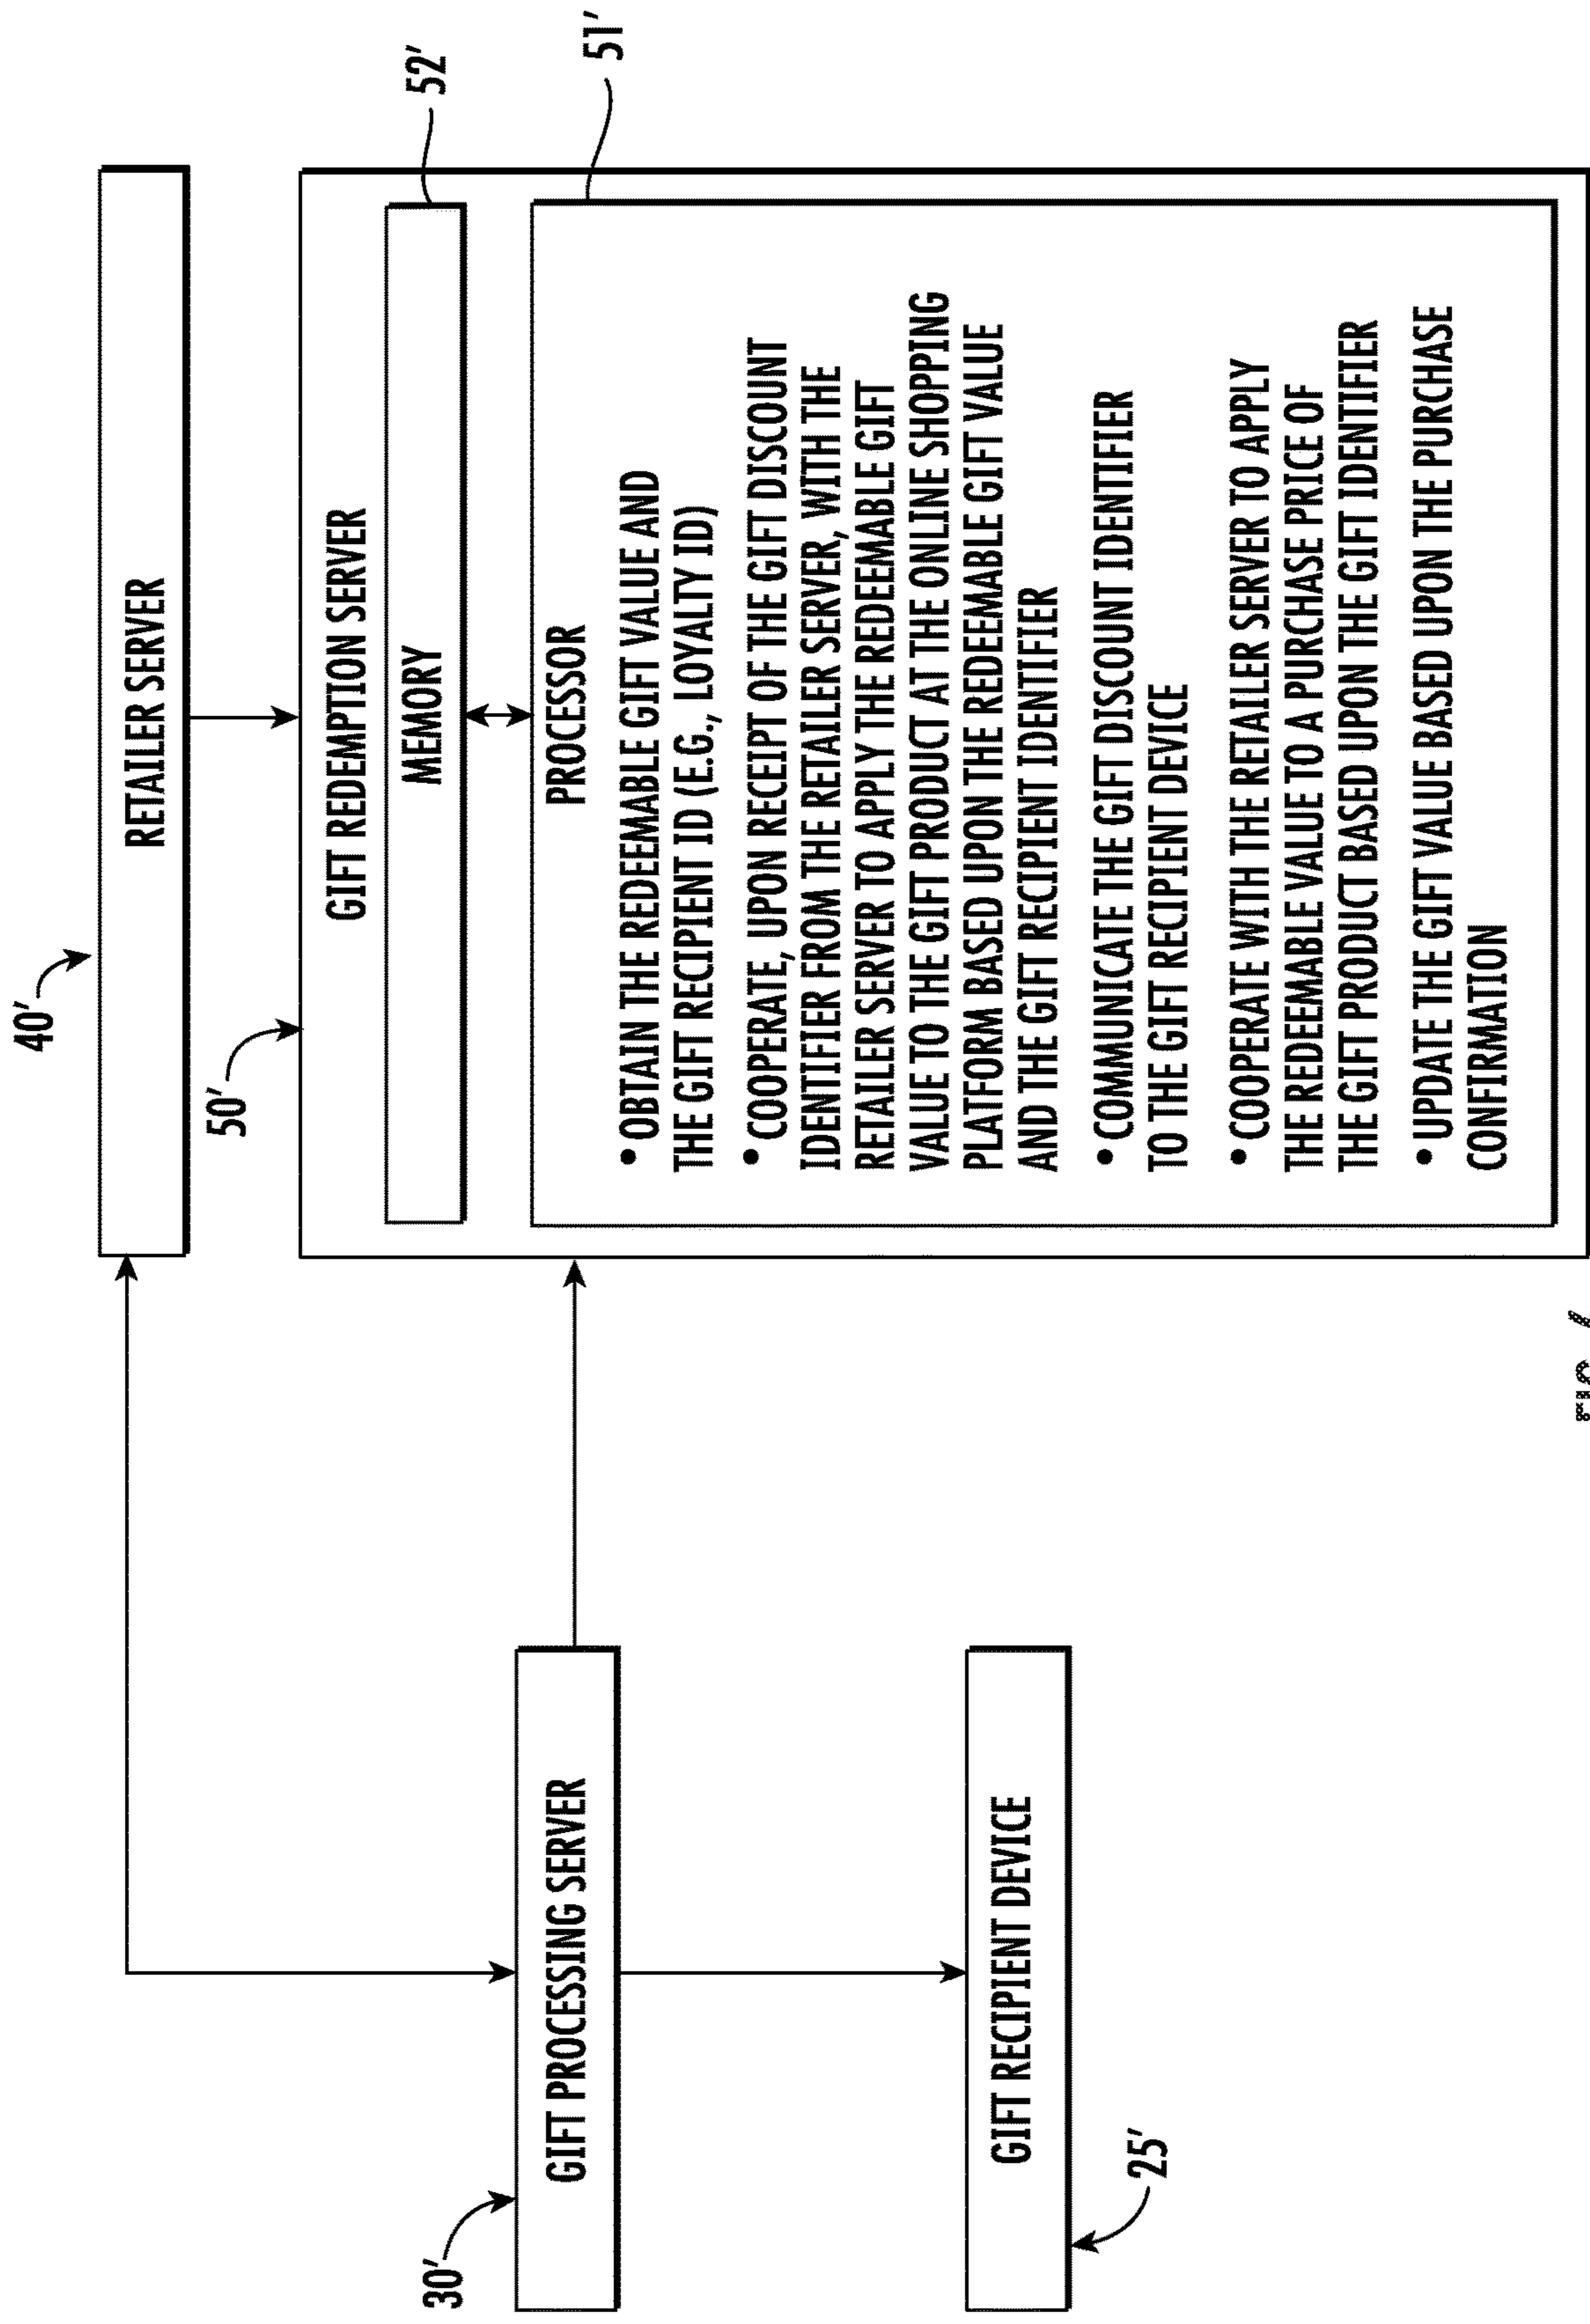 40′
RETAILER SERVER
50′
GIFT REDEMPTION SERVER
52′
MEMORY
51′
PROCESSOR
• OBTAIN THE REDEEMABLE GIFT VALUE AND
THE GIFT RECIPIENT ID (E.G., LOYALTY ID)
• COOPERATE, UPON RECEIPT OF THE GIFT DISCOUNT
IDENTIFIER FROM THE RETAILER SERVER, WITH THE
RETAILER SERVER TO APPLY THE REDEEMABLE GIFT
VALUE TO THE GIFT PRODUCT AT THE ONLINE SHOPPING
PLATFORM BASED UPON THE REDEEMABLE GIFT VALUE
AND THE GIFT RECIPIENT IDENTIFIER
• COMMUNICATE THE GIFT DISCOUNT IDENTIFIER
TO THE GIFT RECIPIENT DEVICE
• COOPERATE WITH THE RETAILER SERVER TO APPLY
THE REDEEMABLE VALUE TO A PURCHASE PRICE OF
THE GIFT PRODUCT BASED UPON THE GIFT IDENTIFIER
• UPDATE THE GIFT VALUE BASED UPON THE PURCHASE
CONFIRMATION
30′
GIFT PROCESSING SERVER
GIFT RECIPIENT DEVICE
25′